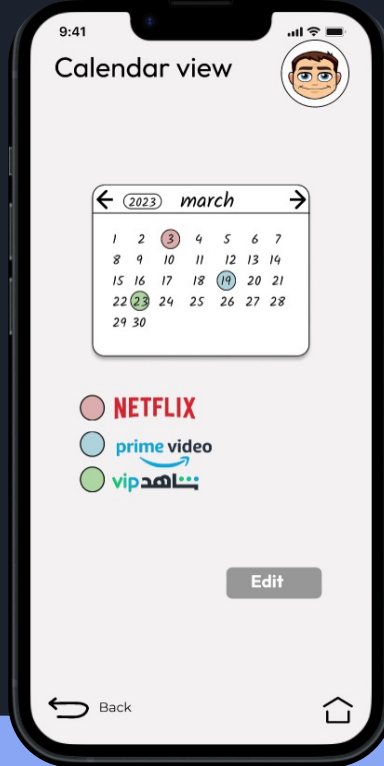 9:41
Calendar view
2023 march
1 2 3 4 5 6 7
8 9 10 11 12 13 14
15 16 17 18 19 20 21
22 23 24 25 26 27 28
29 30
NETFLIX
prime video
vip شاهد
Edit
Back